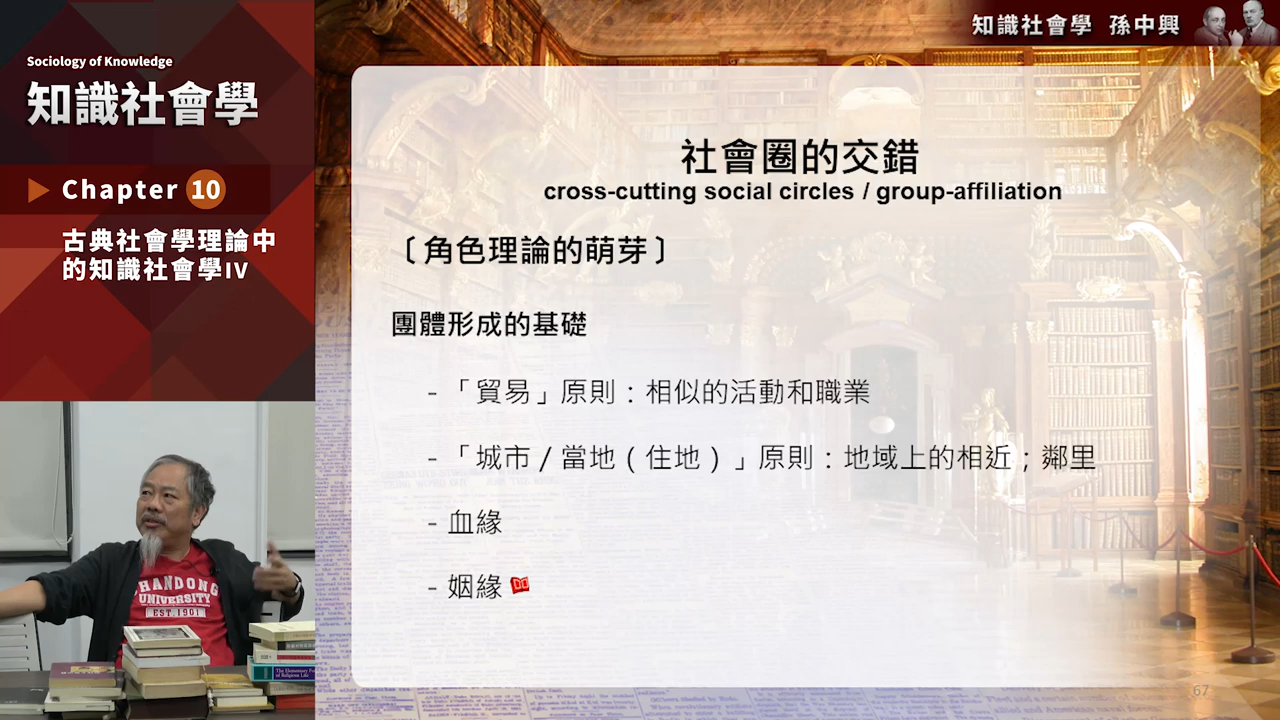 Sociology of Knowledge
知識社會學
Chapter 10
古典社會學理論中
的知識社會學IV
知識社會學 孫中興
社會圈的交錯
cross-cutting social circles / group-affiliation
〔角色理論的萌芽〕
團體形成的基礎
- 「貿易」原則：相似的活動和職業
- 「城市 / 當地（住地）」原則：地域上的相近；鄰里
- 血緣
- 姻緣
67
SHANDONG
UNIVERSITY
EST 1901